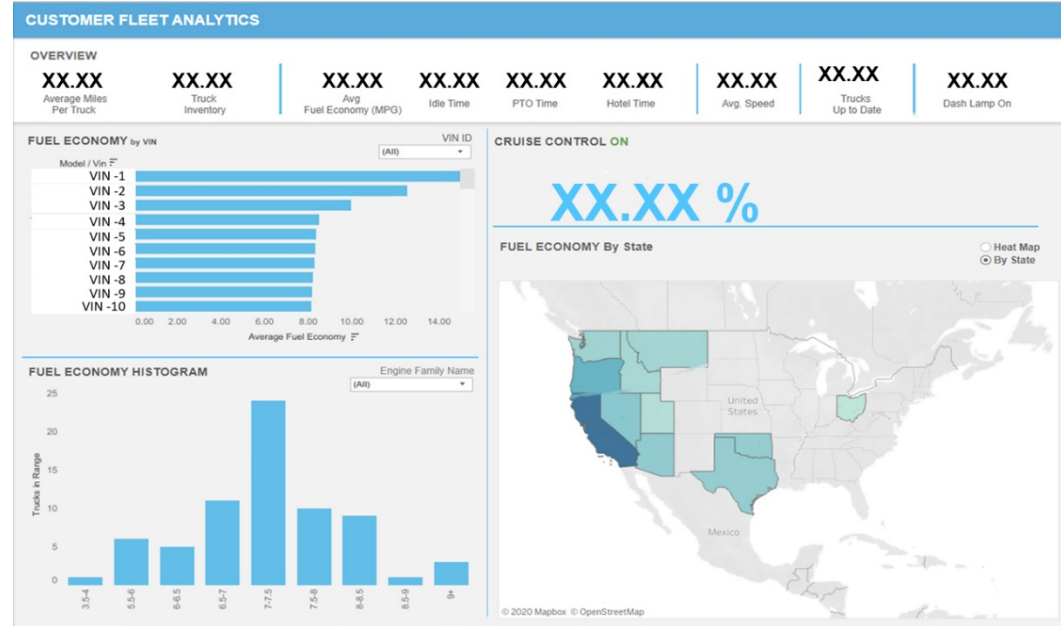 CUSTOMER FLEET ANALYTICS
OVERVIEW
XX.XX
Average Miles
Per Truck
XX.XX
Truck
Inventory
XX.XX
Avg
Fuel Economy (MPG)
XX.XX
Idle Time
XX.XX
PTO Time
XX.XX
Hotel Time
XX.XX
Avg. Speed
XX.XX
Trucks
Up to Date
XX.XX
Dash Lamp On
FUEL ECONOMY by VIN
VIN ID
(All)
Model / Vin
VIN -1
VIN -2
VIN -3
VIN -4
VIN -5
VIN -6
VIN -7
VIN -8
VIN -9
VIN -10
0.00 2.00 4.00 6.00 8.00 10.00 12.00 14.00
Average Fuel Economy
FUEL ECONOMY HISTOGRAM
Engine Family Name
(All)
25
20
15
10
5
0
Trucks in Range
3.5-4 5.5-6 6-6.5 6.5-7 7-7.5 7.5-8 8-8.5 8.5-9 9+
CRUISE CONTROL ON
XX.XX %
FUEL ECONOMY By State
Heat Map
By State
United
States
Mexico
© 2020 Mapbox © OpenStreetMap